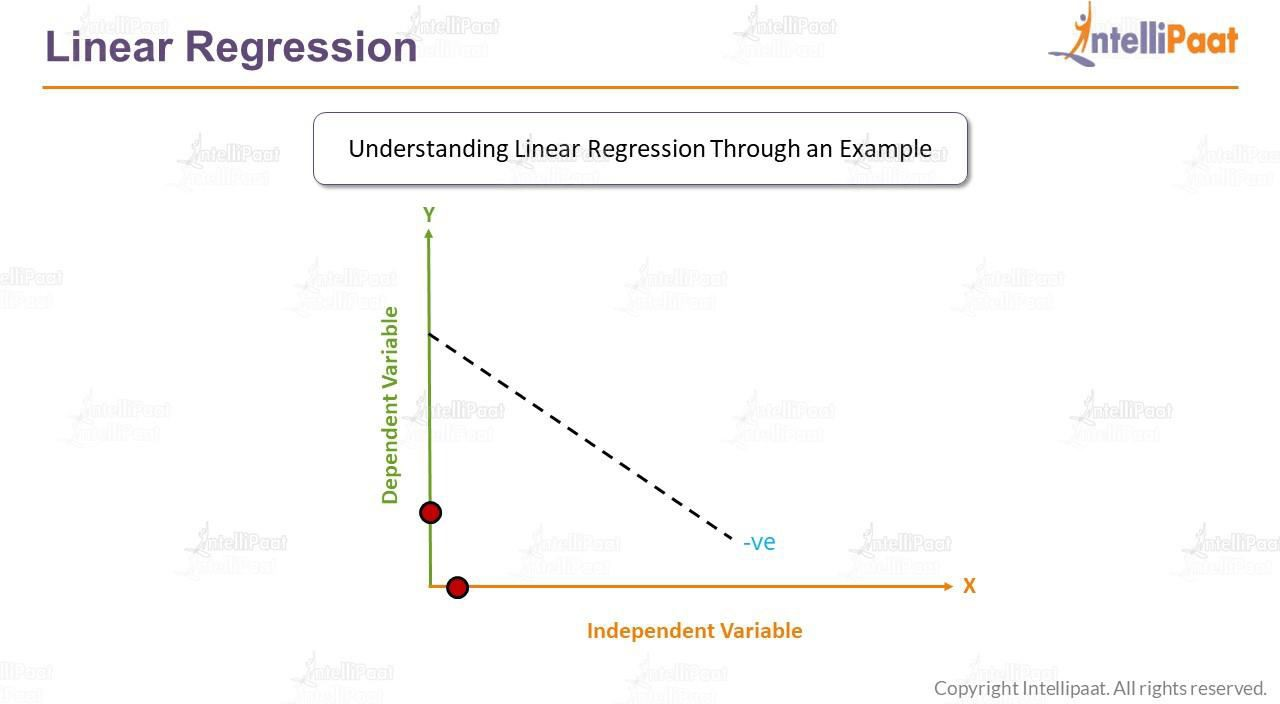 Linear Regression
IntelliPaat
Understanding Linear Regression Through an Example
Y
Dependent Variable
-ve
X
Independent Variable
Copyright Intellipaat. All rights reserved.